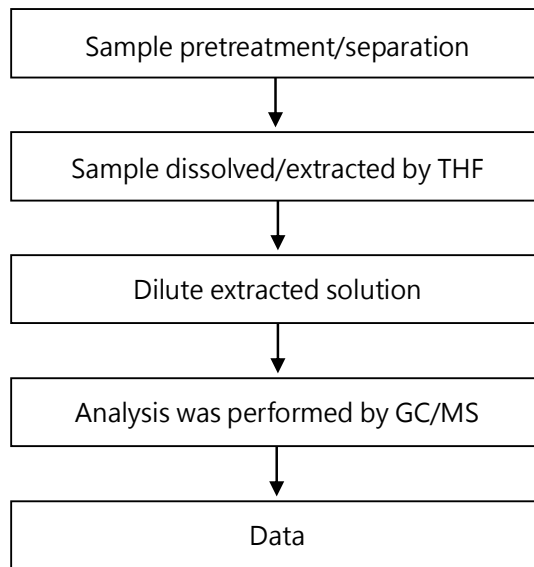 Sample pretreatment/separation
Sample dissolved/extracted by THF
Dilute extracted solution
Analysis was performed by GC/MS
Data